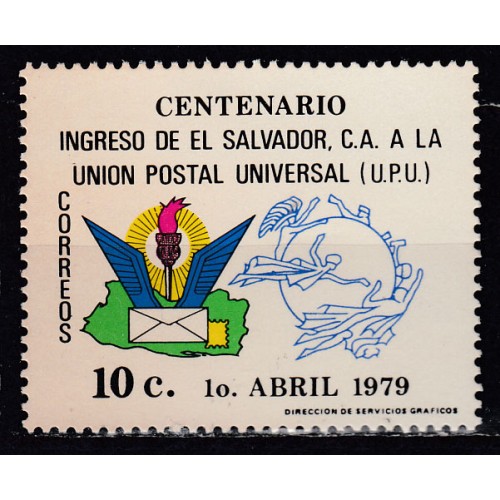 CENTENARIO
INGRESO DE EL SALVADOR, C.A. A LA
UNION POSTAL UNIVERSAL (U.P.U.)
CORREOS
10 c. 1o. ABRIL 1979
DIRECCION DE SERVICIOS GRAFICOS